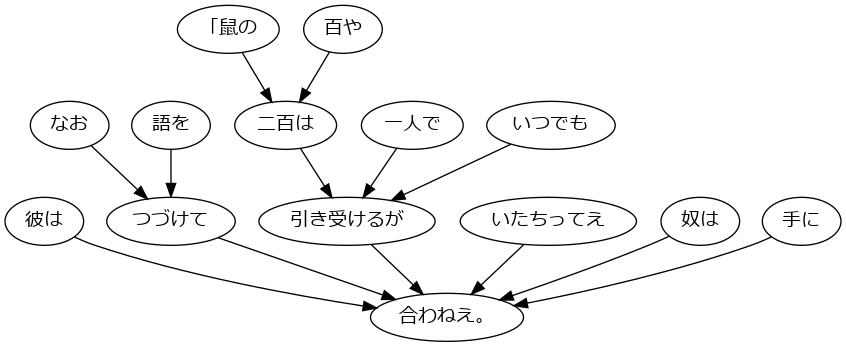 「鼠の 百や
なお 語を 二百は 一人で いつでも
彼は つづけて 引き受けるが いたちってえ 奴は 手に
合わねえ。